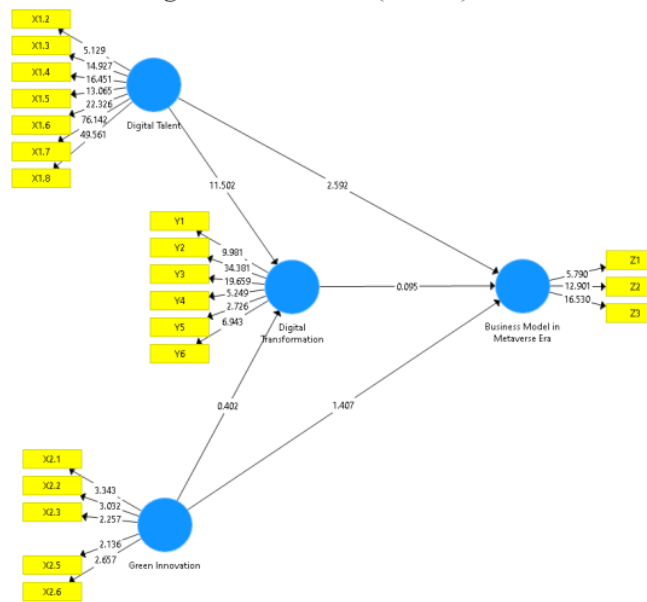 X1.2
X1.3
X1.4
X1.5
X1.6
X1.7
X1.8
5.129
14.927
16.451
13.065
22.326
76.142
49.561
Digital Talent
11.502
2.592
Y1
Y2
Y3
Y4
Y5
Y6
9.981
34.381
19.659
5.249
2.726
6.943
Digital
Transformation
0.095
5.790
12.901
16.530
Z1
Z2
Z3
Business Model in
Metaverse Era
0.402
1.407
X2.1
X2.2
X2.3
X2.5
X2.6
3.343
3.032
2.257
2.136
2.657
Green Innovation